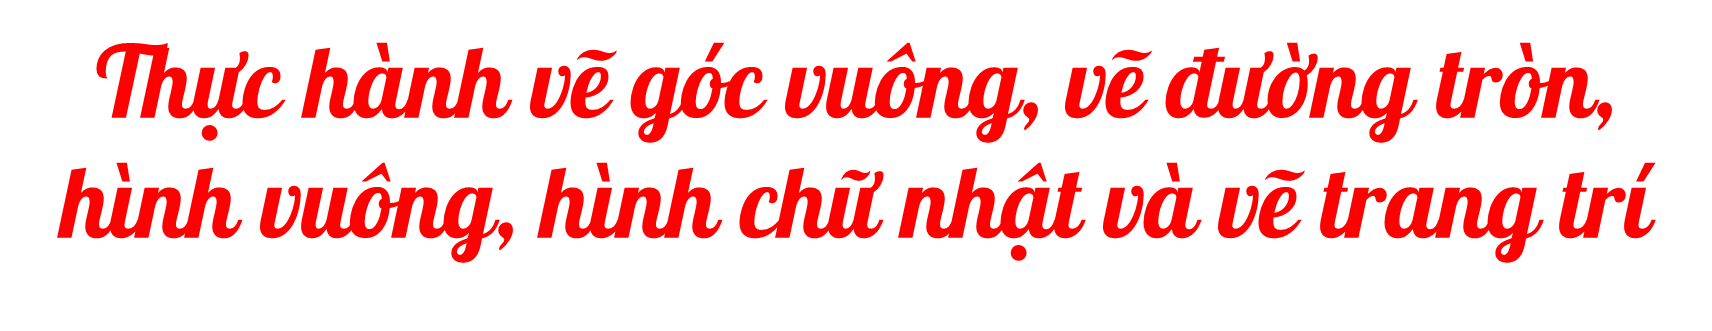 Thực hành vẽ góc vuông, vẽ đường tròn,
hình vuông, hình chữ nhật và vẽ trang trí